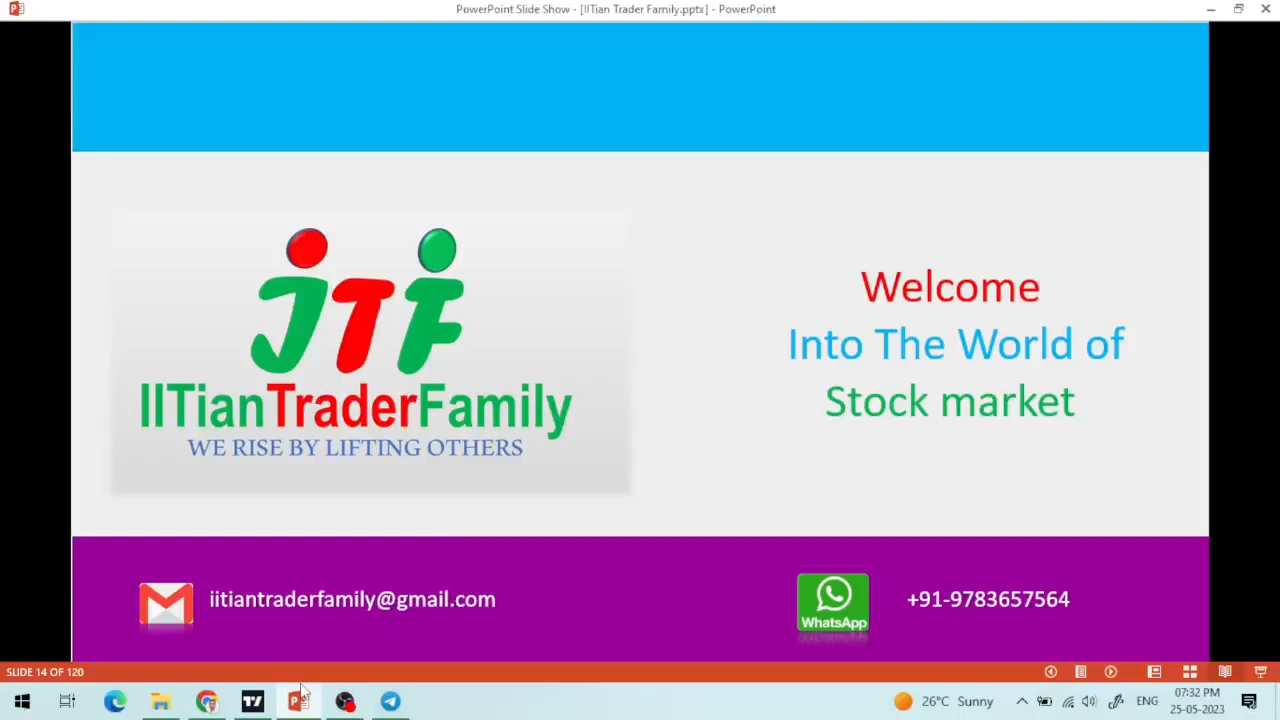 PowerPoint Slide Show - [IITian Trader Family.pptx] - PowerPoint
JTF
IITianTraderFamily
WE RISE BY LIFTING OTHERS
Welcome
Into The World of
Stock market
iitiantraderfamily@gmail.com
WhatsApp
+91-9783657564
SLIDE 14 OF 120
26°C Sunny
ENG
07:32 PM
25-05-2023